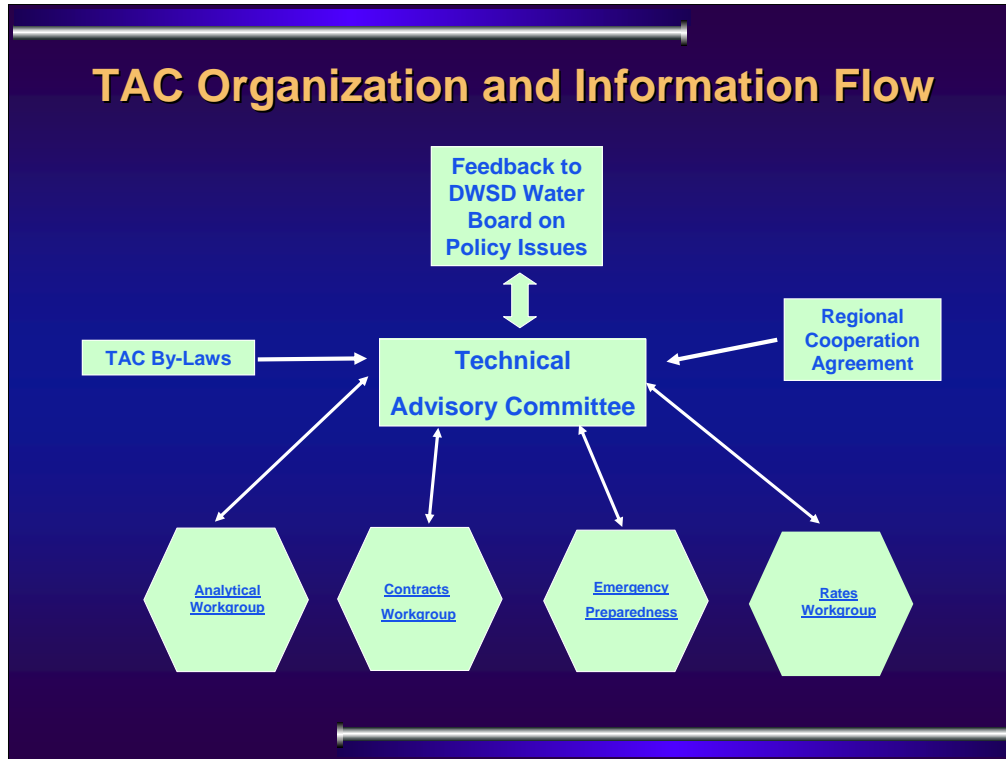 TAC Organization and Information Flow
Feedback to
DWSD Water
Board on
Policy Issues
TAC By-Laws
Technical
Advisory Committee
Regional
Cooperation
Agreement
Analytical
Workgroup
Contracts
Workgroup
Emergency
Preparedness
Rates
Workgroup